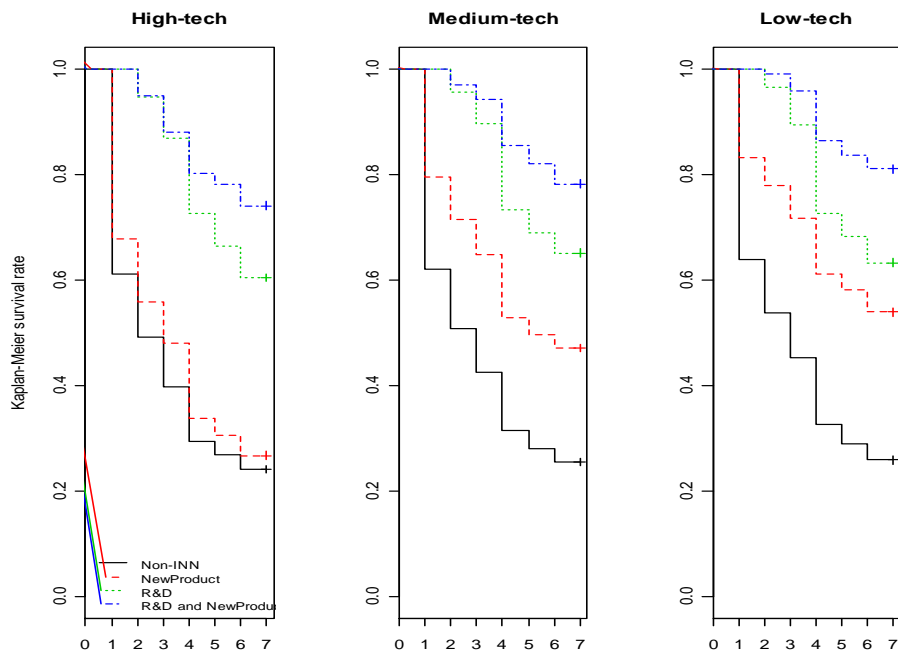 High-tech
Medium-tech
Low-tech
Kaplan-Meier survival rate
1.0
0.8
0.6
0.4
0.2
0.0
1.0
0.8
0.6
0.4
0.2
0.0
1.0
0.8
0.6
0.4
0.2
0.0
Non-INN
NewProduct
R&D
R&D and NewProdu
0 1 2 3 4 5 6 7
0 1 2 3 4 5 6 7
0 1 2 3 4 5 6 7